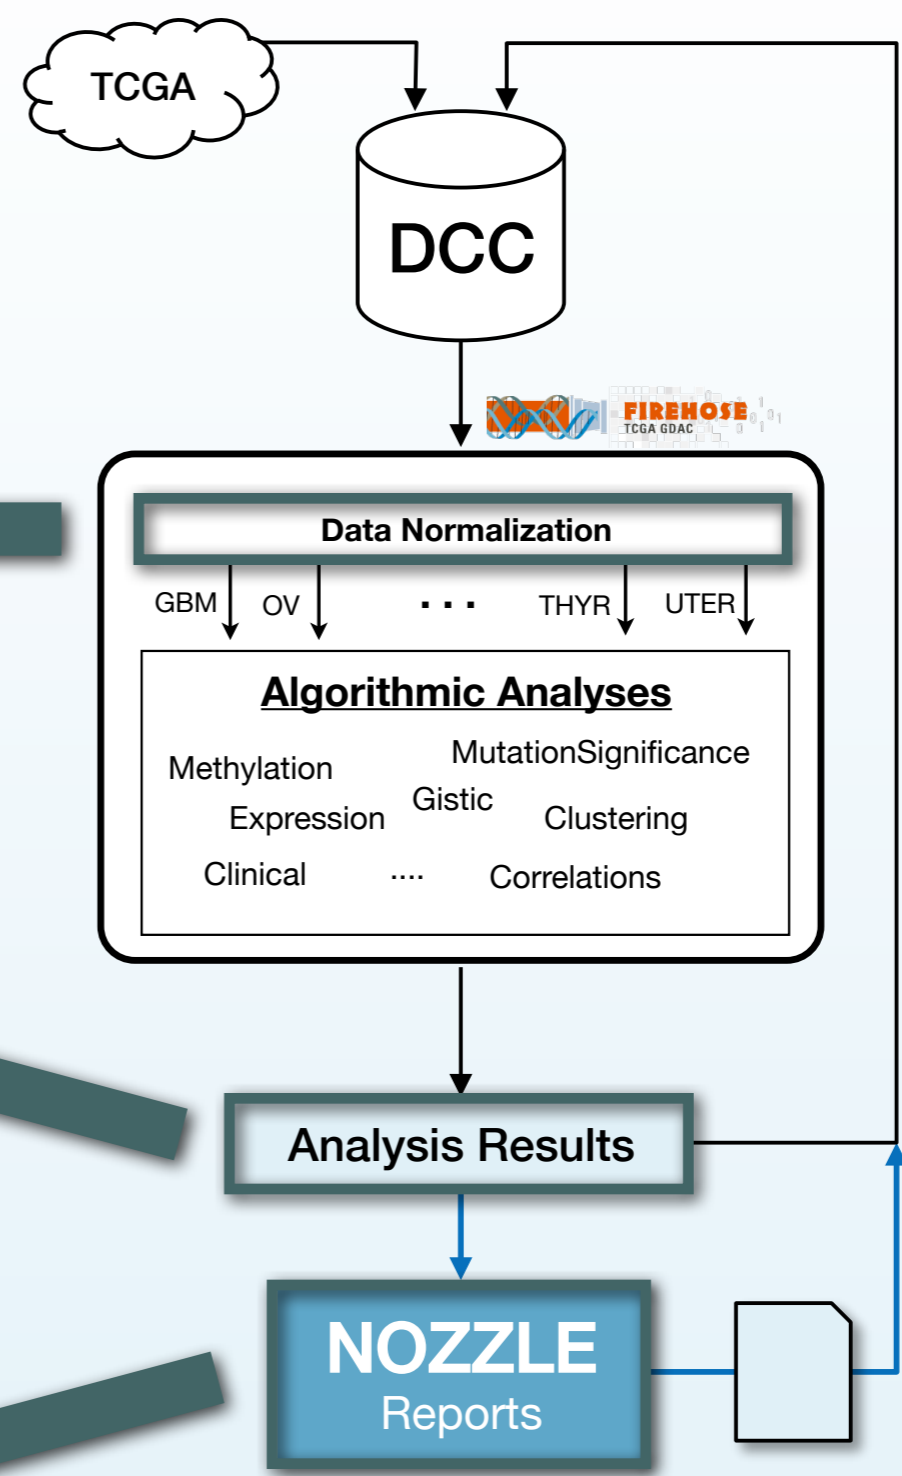 TCGA
DCC
FIREHOSE
TCGA GDAC
Data Normalization
GBM OV ... THYR UTER
Algorithmic Analyses
Methylation MutationSignificance
Expression Gistic Clustering
Clinical .... Correlations
Analysis Results
NOZZLE
Reports